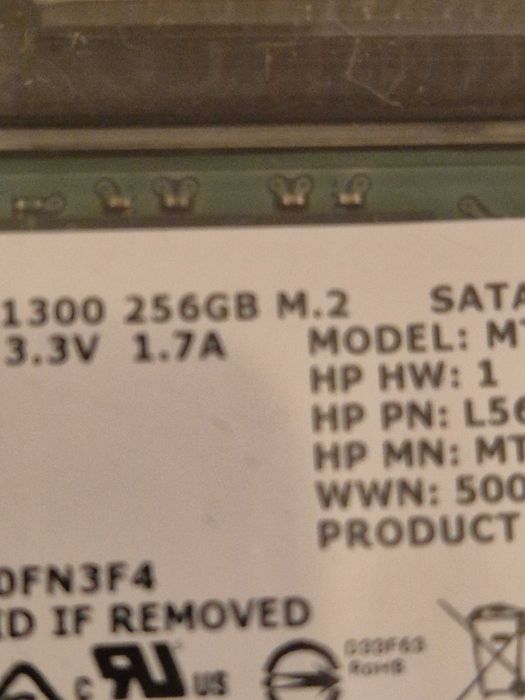 1300 256GB M.2 SATA
3.3V 1.7A
MODEL: M
HP HW: 1
HP PN: L56
HP MN: MT
WWN: 500
PRODUCT
0FN3F4
ID IF REMOVED
c US
RoHS